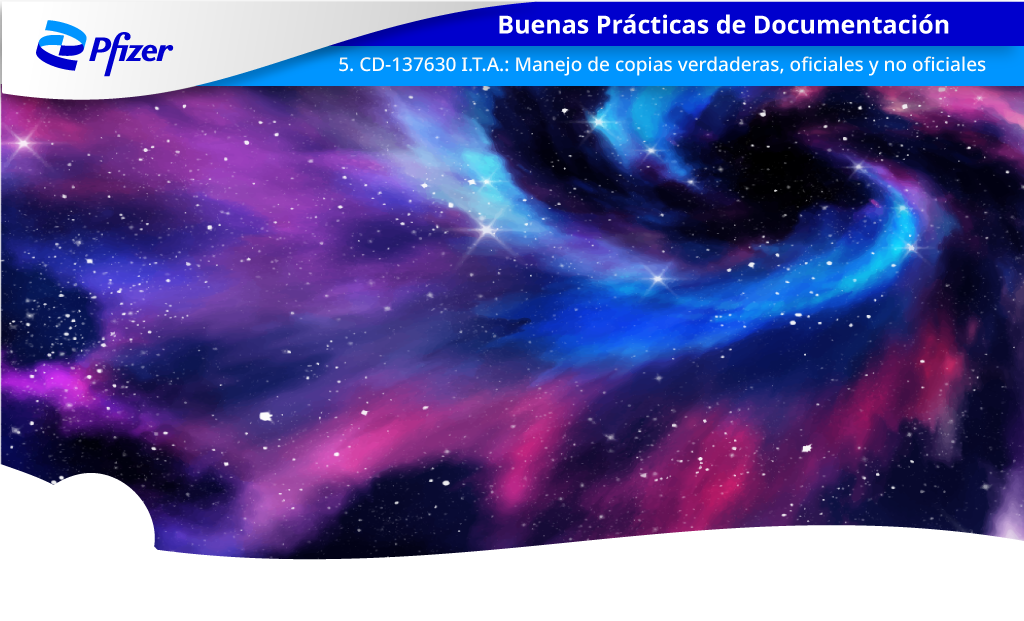 Buenas Prácticas de Documentación
Pfizer
5. CD-137630 I.T.A.: Manejo de copias verdaderas, oficiales y no oficiales